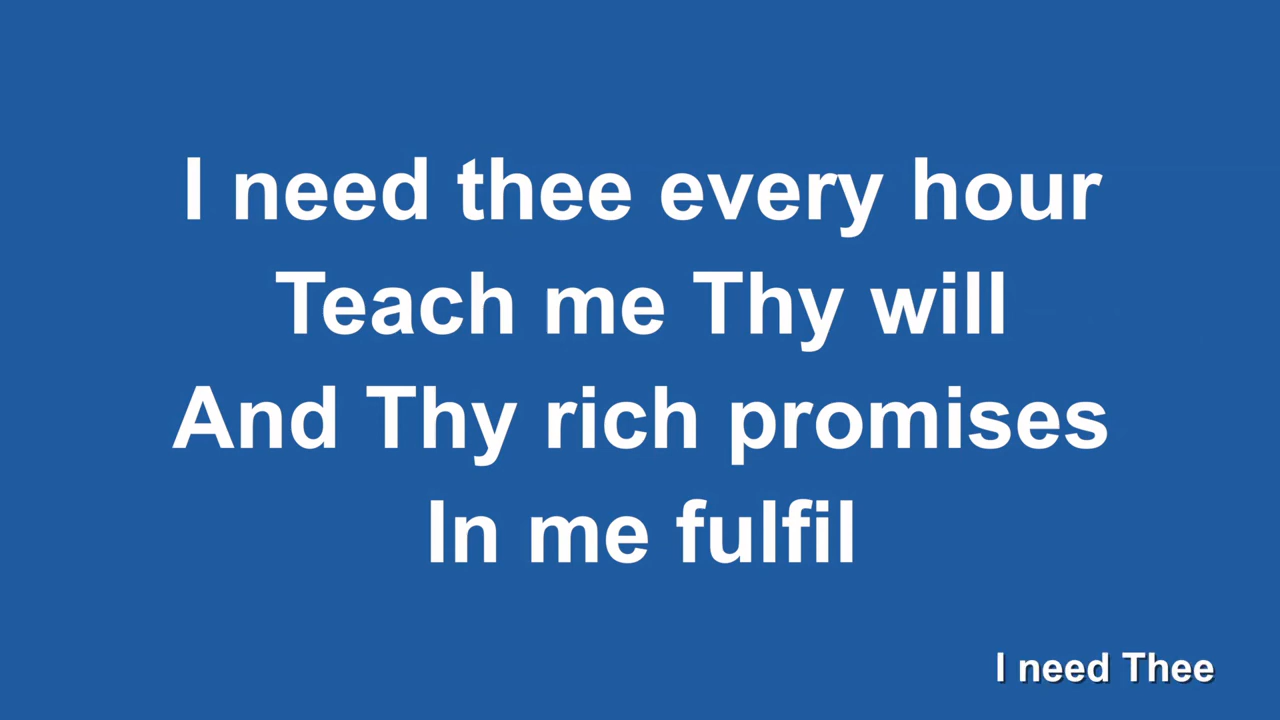 I need thee every hour
Teach me Thy will
And Thy rich promises
In me fulfil
I need Thee